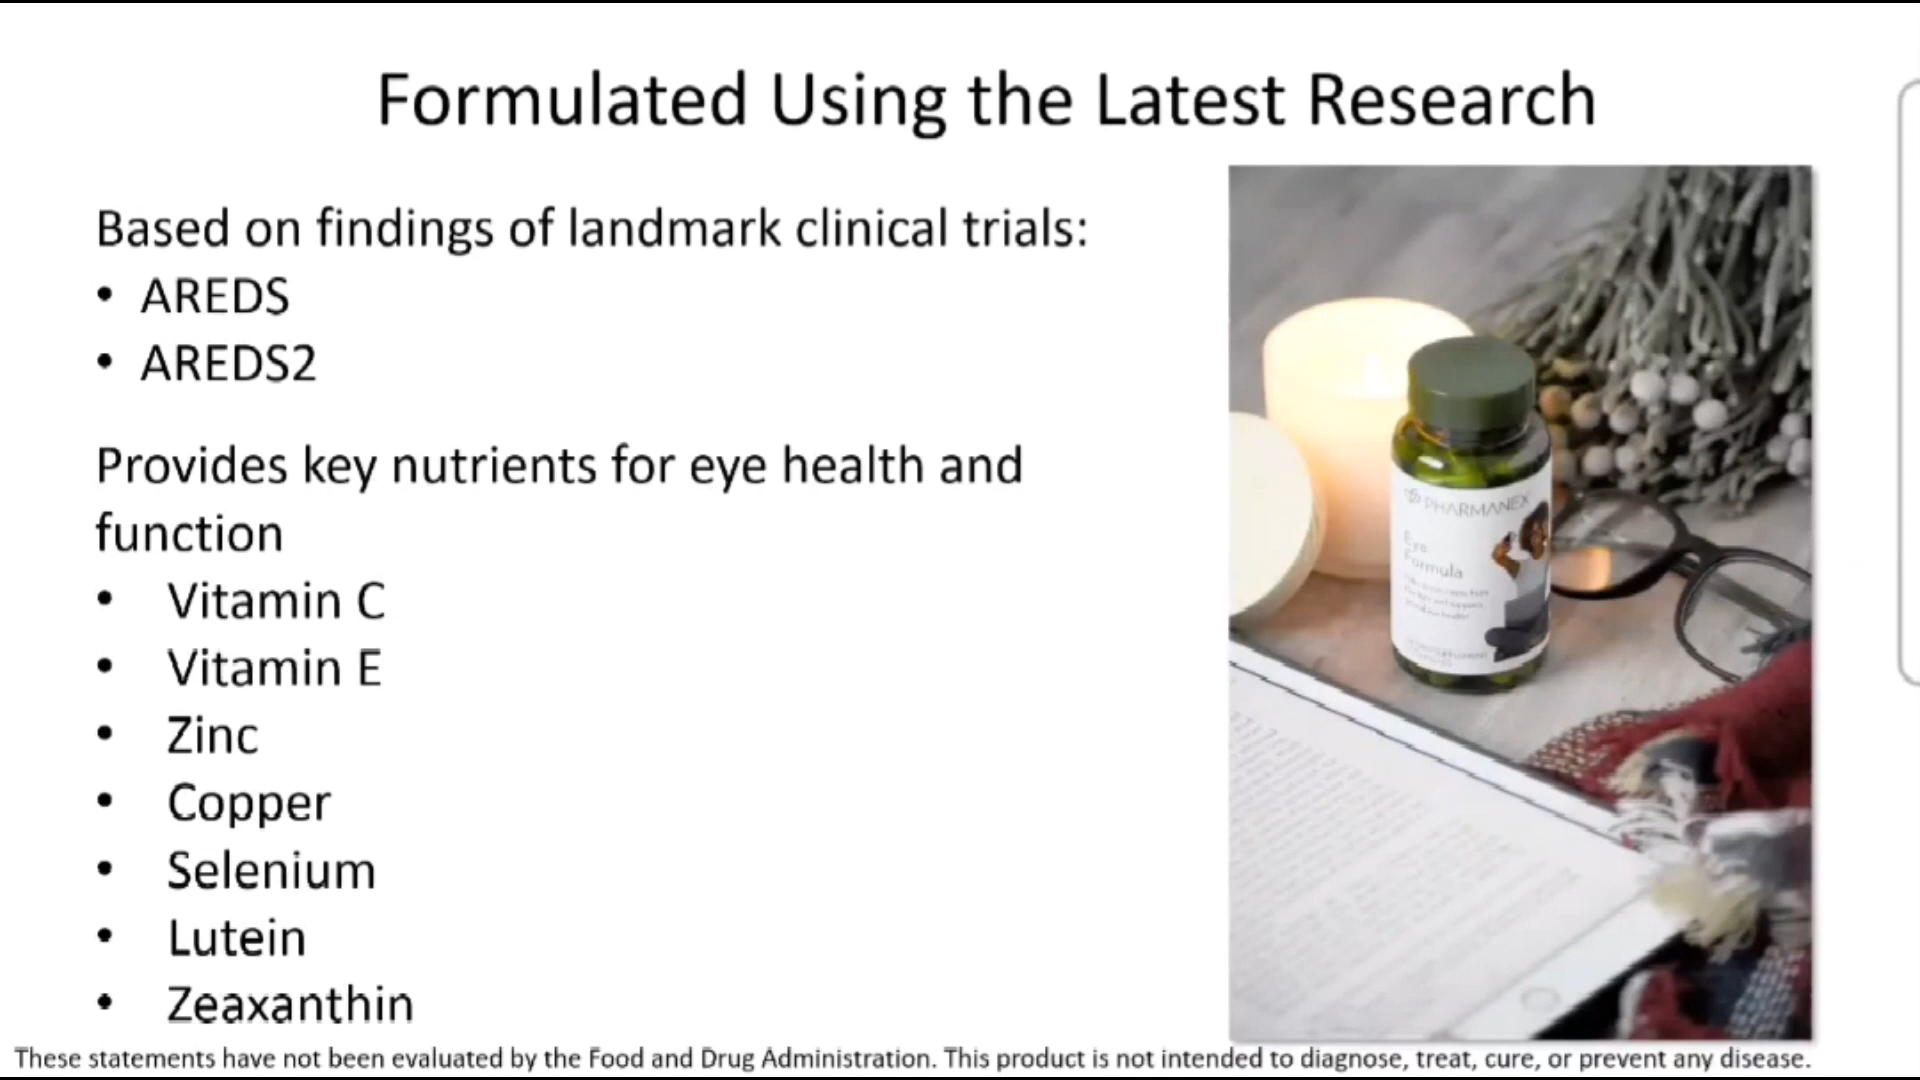 Formulated Using the Latest Research
Based on findings of landmark clinical trials:
• AREDS
• AREDS2
Provides key nutrients for eye health and
function
• Vitamin C
• Vitamin E
• Zinc
• Copper
• Selenium
• Lutein
• Zeaxanthin
PHARMANEX
Eye
Formula
These statements have not been evaluated by the Food and Drug Administration. This product is not intended to diagnose, treat, cure, or prevent any disease.